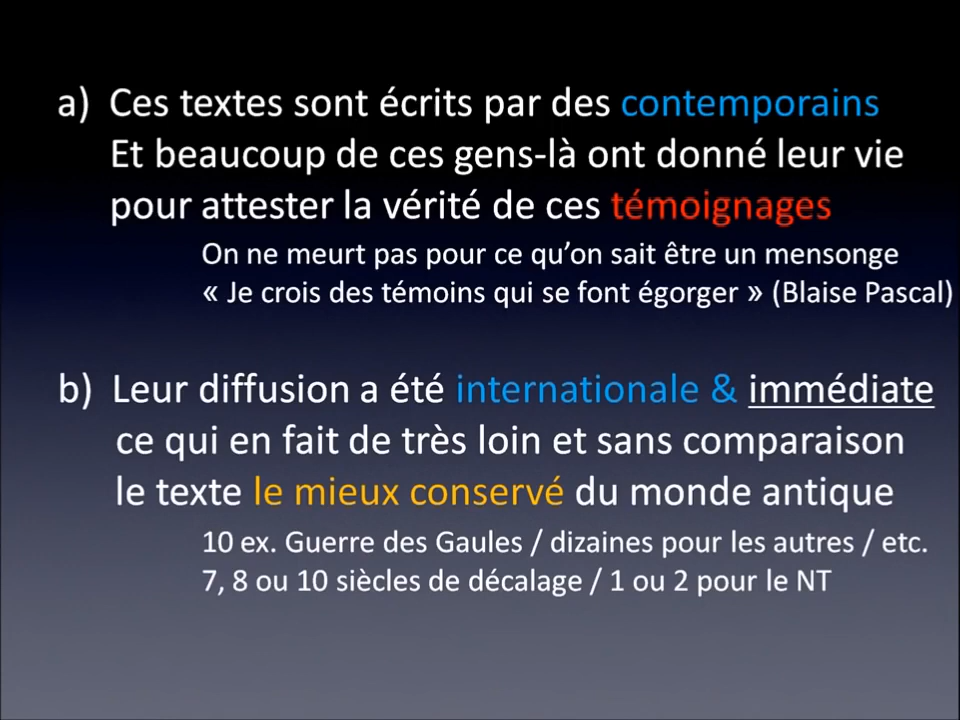 a) Ces textes sont écrits par des contemporains
Et beaucoup de ces gens-là ont donné leur vie
pour attester la vérité de ces témoignages
On ne meurt pas pour ce qu’on sait être un mensonge
« Je crois des témoins qui se font égorger » (Blaise Pascal)
b) Leur diffusion a été internationale & immédiate
ce qui en fait de très loin et sans comparaison
le texte le mieux conservé du monde antique
10 ex. Guerre des Gaules / dizaines pour les autres / etc.
7, 8 ou 10 siècles de décalage / 1 ou 2 pour le NT